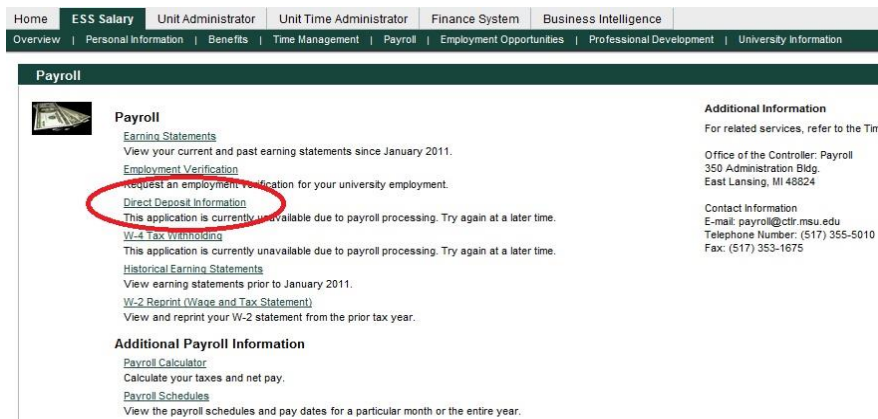 Home ESS Salary Unit Administrator Unit Time Administrator Finance System Business Intelligence
Overview | Personal Information | Benefits | Time Management | Payroll | Employment Opportunities | Professional Development | University Information
Payroll
Payroll
Earning Statements
View your current and past earning statements since January 2011.
Employment Verification
Request an employment verification for your university employment.
Direct Deposit Information
This application is currently unavailable due to payroll processing. Try again at a later time.
W-4 Tax Withholding
This application is currently unavailable due to payroll processing. Try again at a later time.
Historical Earning Statements
View earning statements prior to January 2011.
W-2 Reprint (Wage and Tax Statement)
View and reprint your W-2 statement from the prior tax year.
Additional Payroll Information
Payroll Calculator
Calculate your taxes and net pay.
Payroll Schedules
View the payroll schedules and pay dates for a particular month or the entire year.
Additional Information
For related services, refer to the Tim
Office of the Controller: Payroll
350 Administration Bldg.
East Lansing, MI 48824
Contact Information
E-mail: payroll@ctlr.msu.edu
Telephone Number: (517) 355-5010
Fax: (517) 353-1675